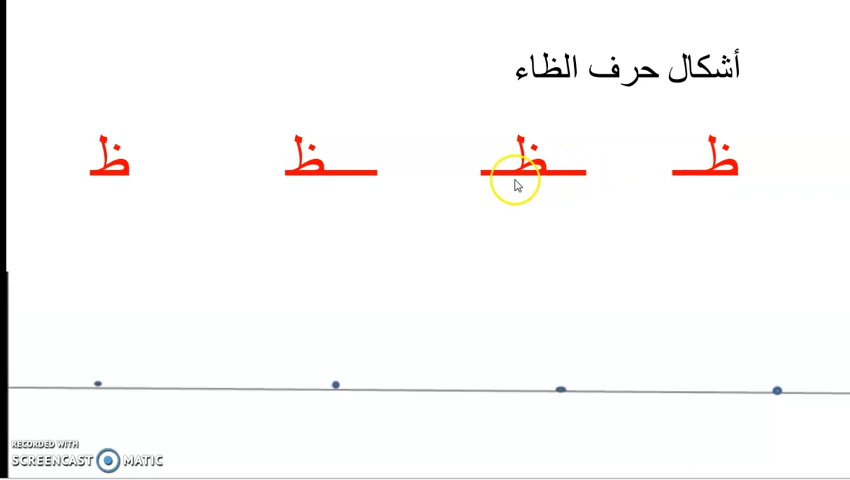 أشكال حرف الظاء
ظـ ـظـ ـظ ظ
RECORDED WITH
SCREENCAST MATIC